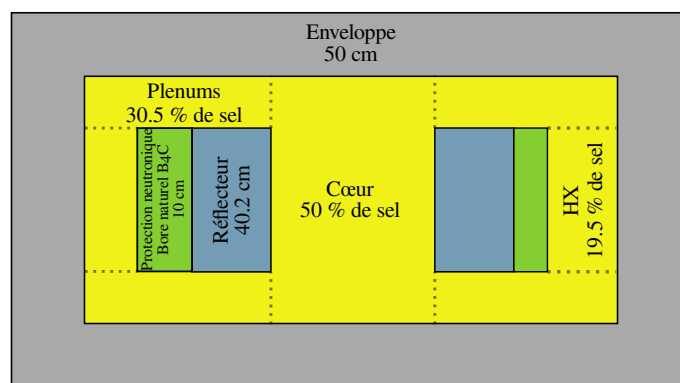 Enveloppe
50 cm
Plenums
30.5 % de sel
Protection neutronique
Bore naturel B4C
10 cm
Réflecteur
40.2 cm
Cœur
50 % de sel
HX
19.5 % de sel